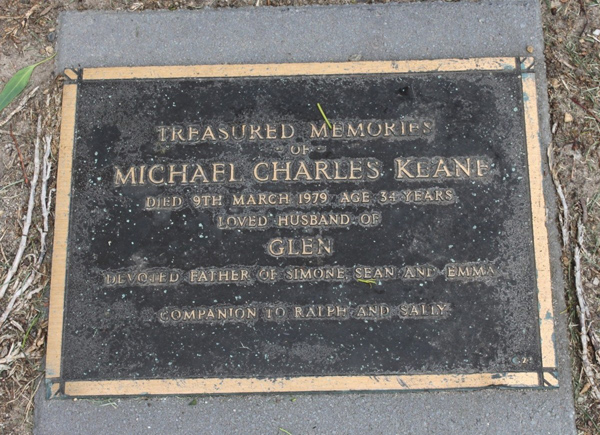 TREASURED MEMORIES
OF
MICHAEL CHARLES KEANE
DIED 9TH MARCH 1979 AGE 34 YEARS
LOVED HUSBAND OF
GLEN
DEVOTED FATHER OF SIMONE, SEAN AND EMMA
COMPANION TO RALPH AND SALLY